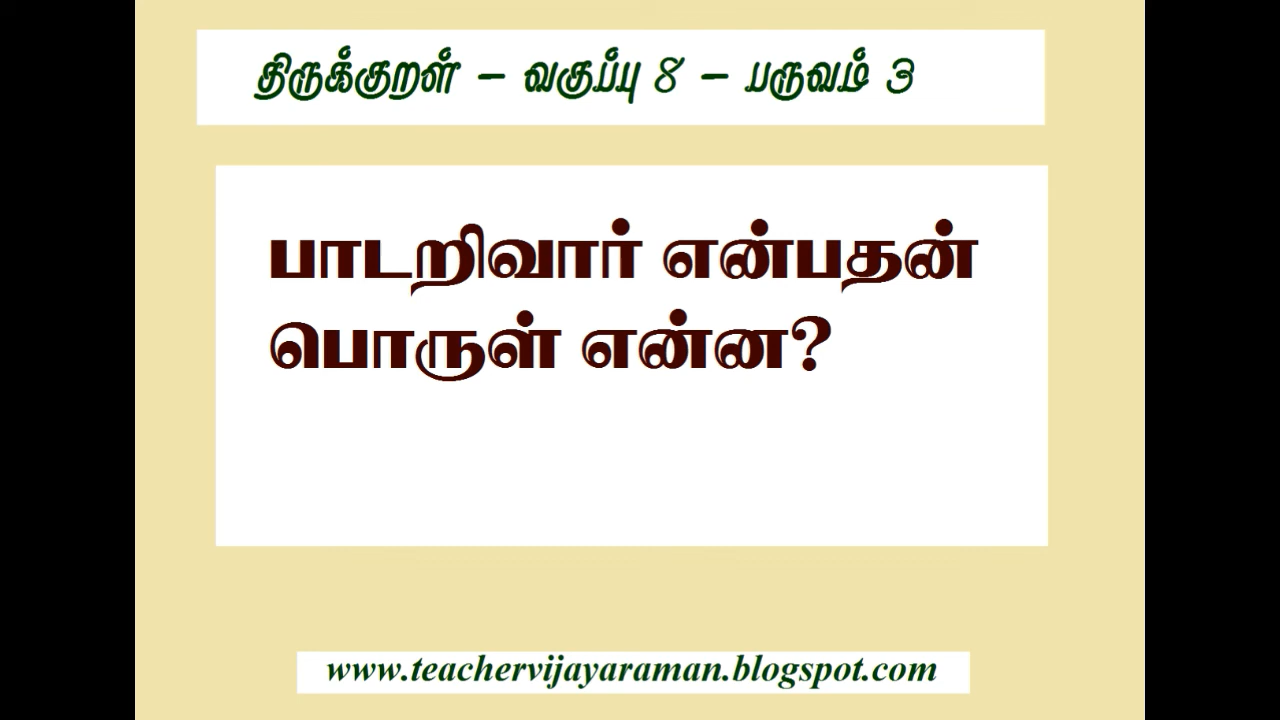 திருக்குறள் – வகுப்பு 8 – பருவம் 3
பாடறிவார் என்பதன்
பொருள் என்ன?
www.teachervijayaraman.blogspot.com